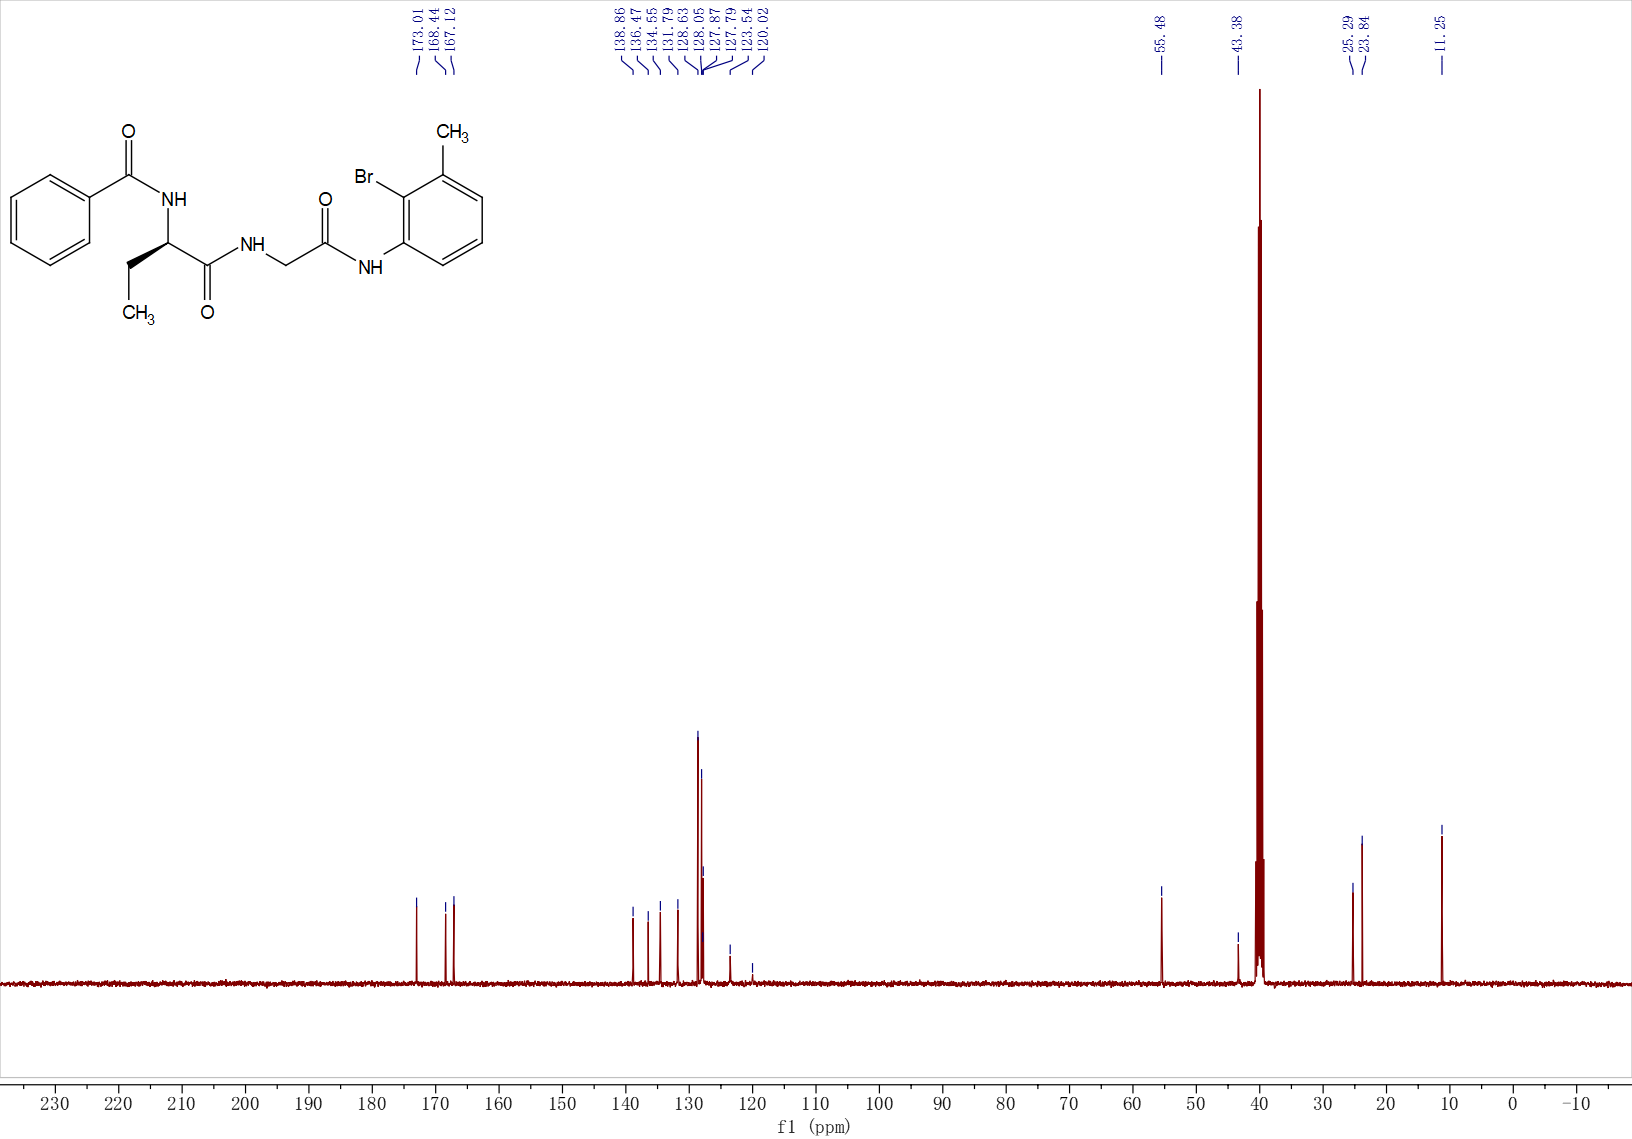 173.01
168.44
167.12
138.86
136.47
134.55
131.79
128.63
128.05
127.87
127.79
123.54
120.02
55.48
43.38
25.29
23.84
11.25
O
CH3
Br
NH
O
NH
NH
CH3
O
230 220 210 200 190 180 170 160 150 140 130 120 110 100 90 80 70 60 50 40 30 20 10 0 -10
f1 (ppm)